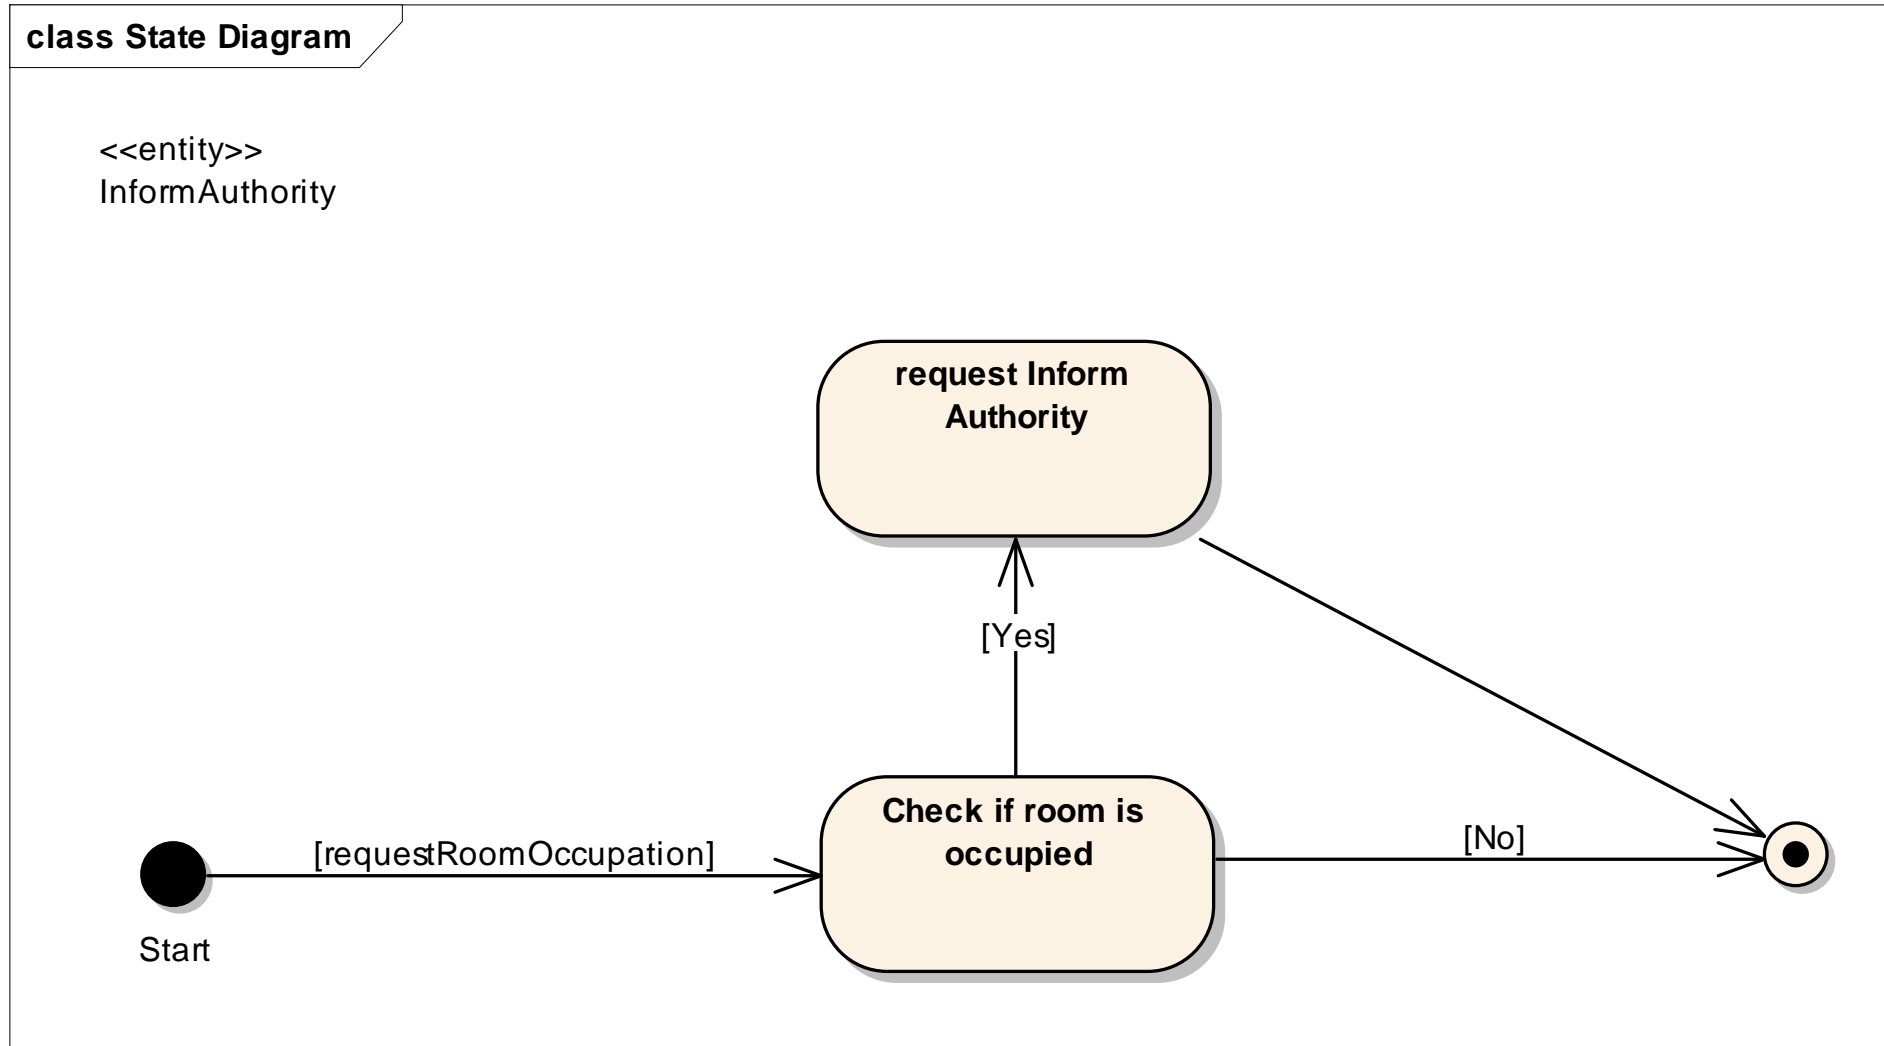 class State Diagram
<<entity>>
InformAuthority
request Inform
Authority
[Yes]
Check if room is
occupied
[requestRoomOccupation]
[No]
Start